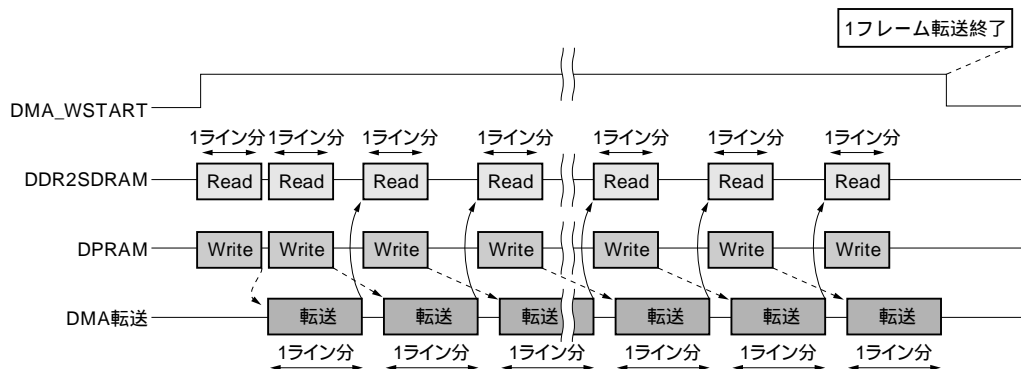 1フレーム転送終了
DMA_WSTART
1ライン分 1ライン分 1ライン分 1ライン分 1ライン分 1ライン分 1ライン分
DDR2SDRAM Read Read Read Read Read Read Read
DPRAM Write Write Write Write Write Write Write
DMA転送 転送 転送 転送 転送 転送 転送
1ライン分 1ライン分 1ライン分 1ライン分 1ライン分 1ライン分